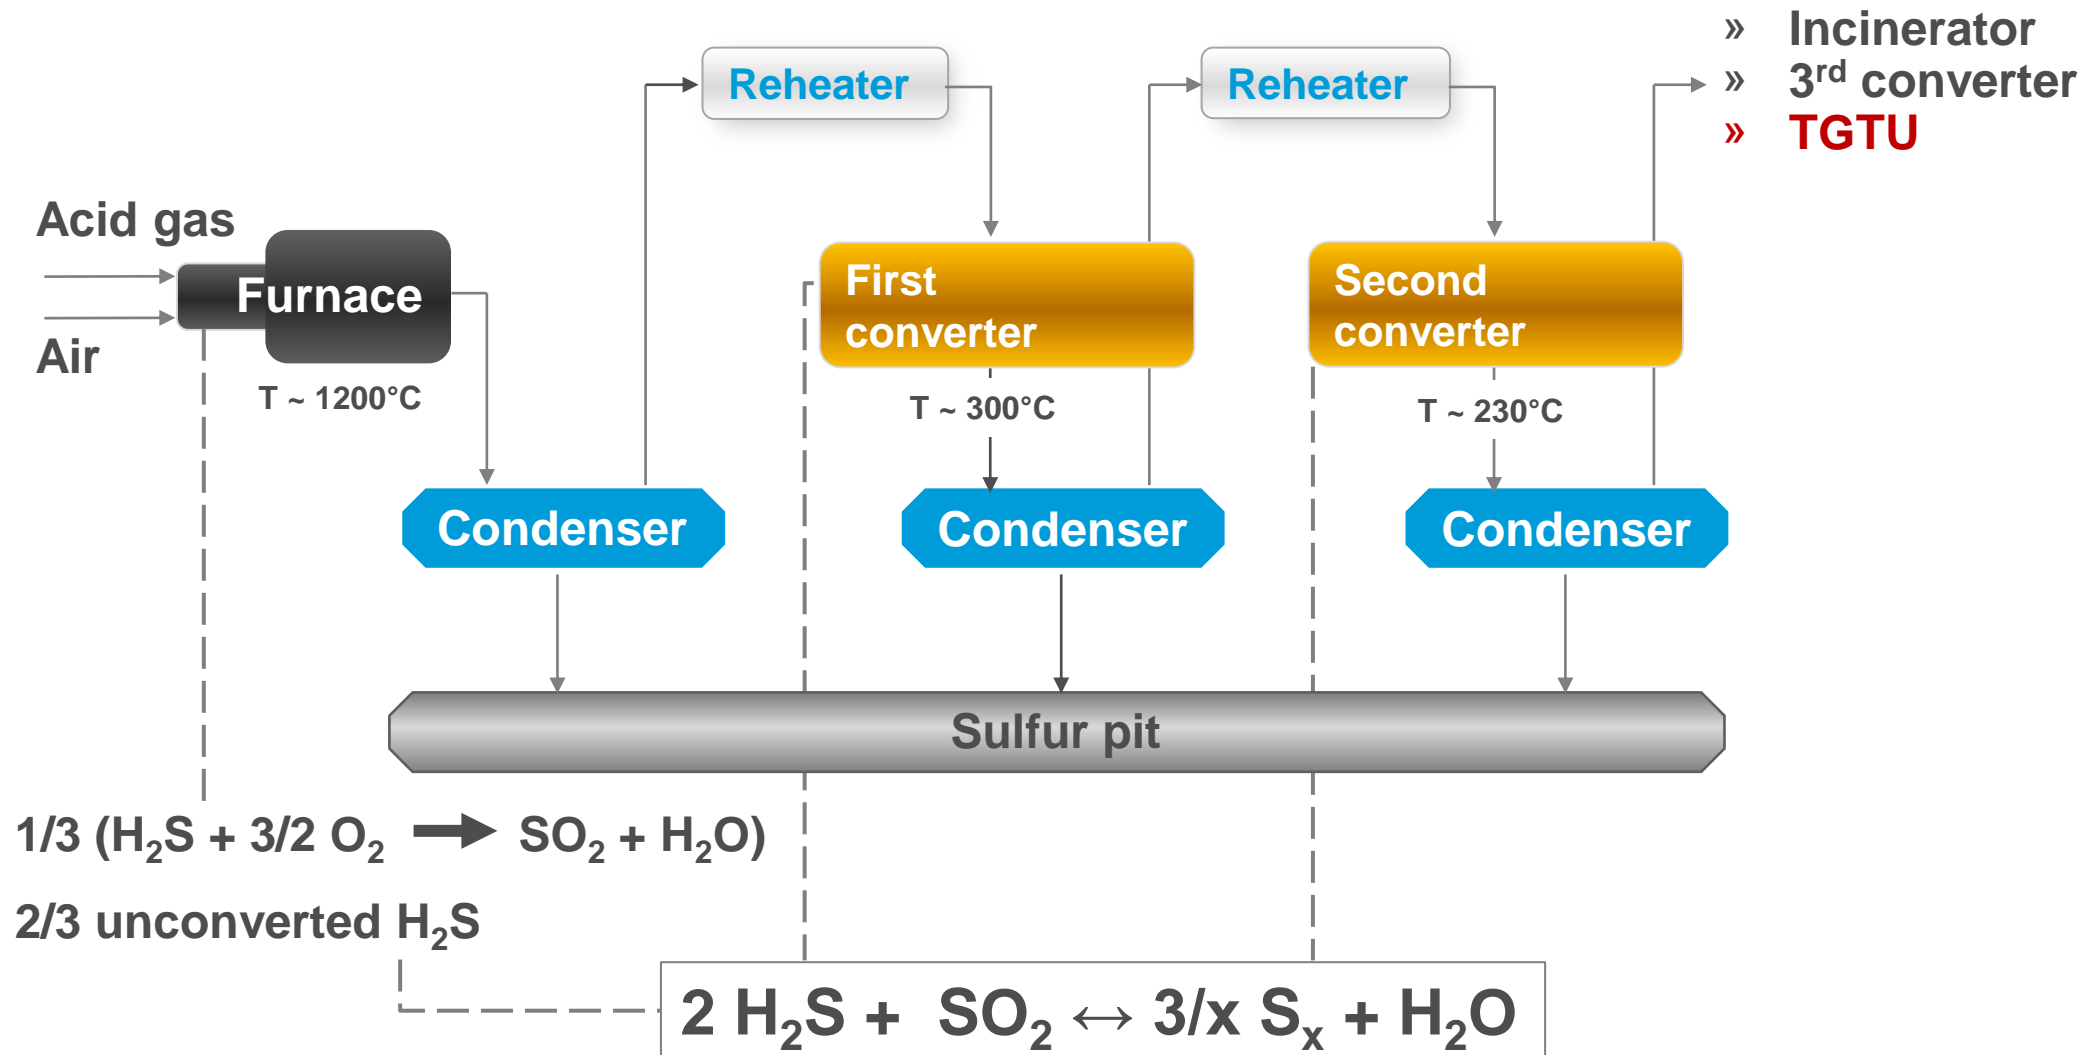 » Incinerator
» 3rd converter
» TGTU
Reheater
Reheater
Acid gas
Air
Furnace
T ~ 1200°C
First
converter
T ~ 300°C
Second
converter
T ~ 230°C
Condenser
Condenser
Condenser
Sulfur pit
1/3 (H2S + 3/2 O2 → SO2 + H2O)
2/3 unconverted H2S
2 H2S + SO2 ↔ 3/x Sx + H2O